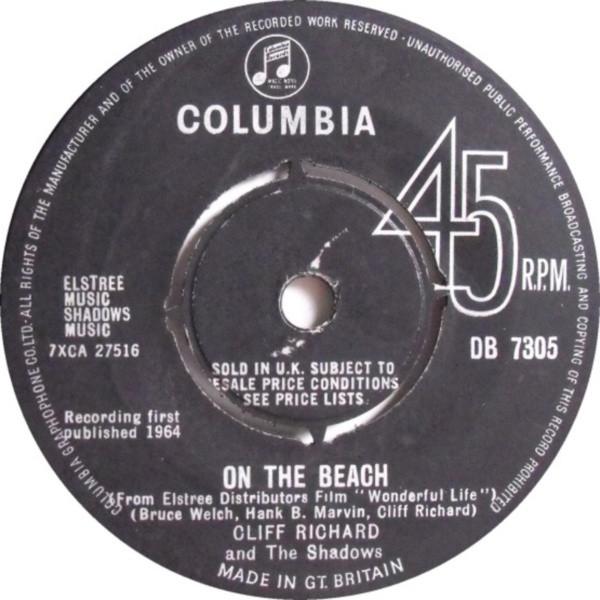 COLUMBIA GRAPHOPHONE CO. LTD. · ALL RIGHTS OF THE MANUFACTURER AND OF THE OWNER OF THE RECORDED WORK RESERVED · UNAUTHORISED PUBLIC PERFORMANCE BROADCASTING AND COPYING OF THIS RECORD PROHIBITED
COLUMBIA
45
R.P.M.
ELSTREE
MUSIC
SHADOWS
MUSIC
7XCA 27516
DB 7305
SOLD IN U.K. SUBJECT TO
RESALE PRICE CONDITIONS
SEE PRICE LISTS
Recording first
published 1964
ON THE BEACH
(From Elstree Distributors Film "Wonderful Life")
(Bruce Welch, Hank B. Marvin, Cliff Richard)
CLIFF RICHARD
and The Shadows
MADE IN GT. BRITAIN